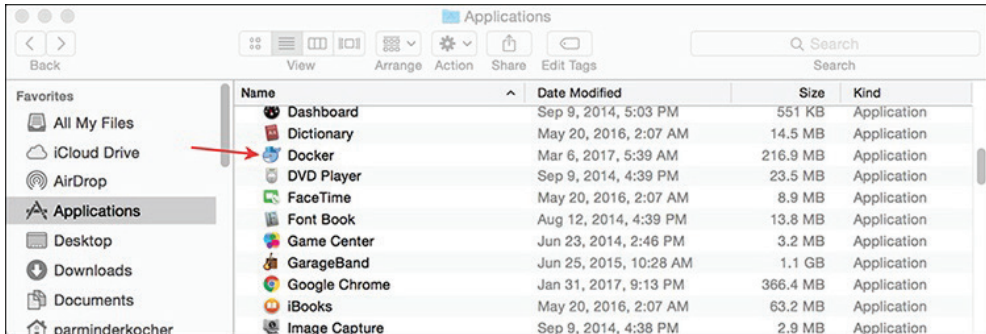 Applications
Back View Arrange Action Share Edit Tags Search
Search
Favorites
All My Files
iCloud Drive
AirDrop
Applications
Desktop
Downloads
Documents
parminderkocher
Name Date Modified Size Kind
Dashboard Sep 9, 2014, 5:03 PM 551 KB Application
Dictionary May 20, 2016, 2:07 AM 14.5 MB Application
Docker Mar 6, 2017, 5:39 AM 216.9 MB Application
DVD Player Sep 9, 2014, 4:39 PM 23.5 MB Application
FaceTime May 20, 2016, 2:07 AM 8.9 MB Application
Font Book Aug 12, 2014, 4:39 PM 13.8 MB Application
Game Center Jun 23, 2014, 2:46 PM 3.2 MB Application
GarageBand Jun 25, 2015, 10:28 AM 1.1 GB Application
Google Chrome Jan 31, 2017, 9:13 PM 366.4 MB Application
iBooks May 20, 2016, 2:07 AM 63.2 MB Application
Image Capture Sep 9, 2014, 4:38 PM 2.9 MB Application